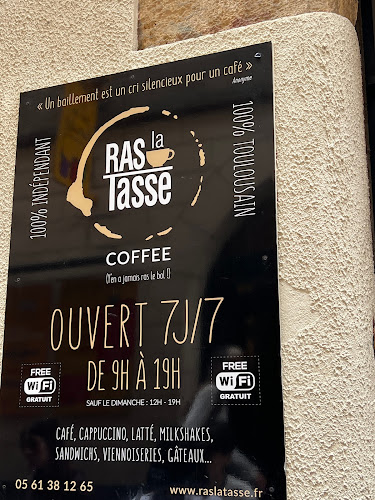 « Un baillement est un cri silencieux pour un café »
Anonyme
100% INDÉPENDANT
RAS la
Tasse
100% TOULOUSAIN
COFFEE
(Y'en a jamais ras le bol !)
OUVERT 7J/7
DE 9H À 19H
SAUF LE DIMANCHE : 12H - 19H
FREE
WiFi
GRATUIT
FREE
WiFi
GRATUIT
CAFÉ, CAPPUCCINO, LATTÉ, MILKSHAKES,
SANDWICHS, VIENNOISERIES, GÂTEAUX...
05 61 38 12 65
www.raslatasse.fr